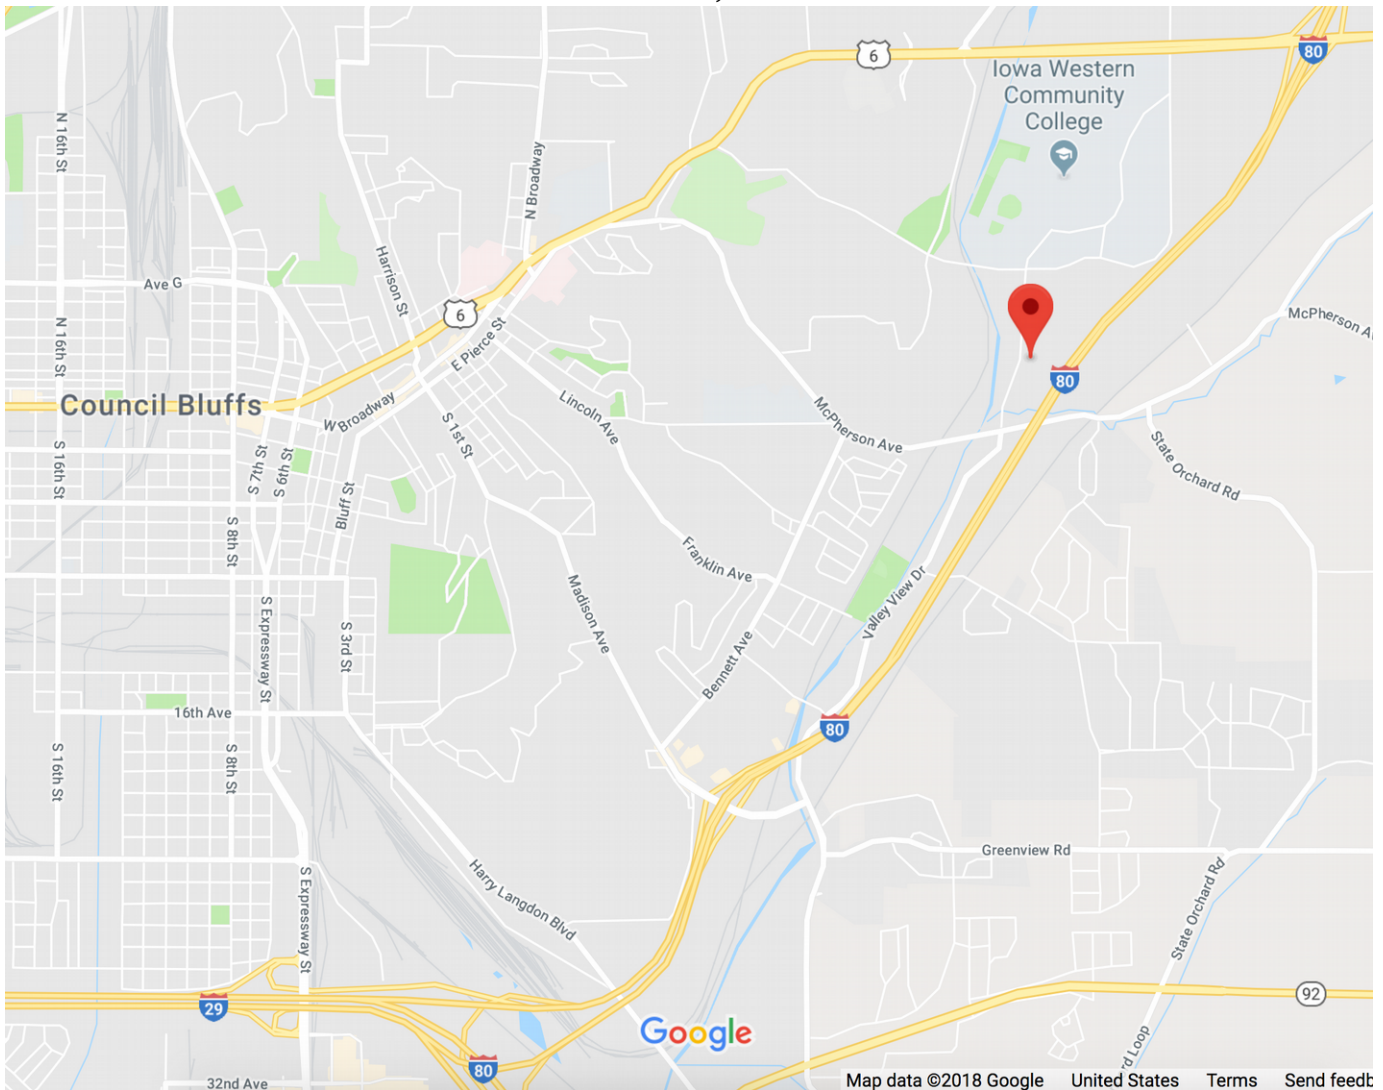 6
80
Iowa Western
Community
College
N 16th St
N Broadway
Harrison St
Ave G
6
N 16th St
E Pierce St
McPherson Av
80
Council Bluffs
W Broadway
Lincoln Ave
McPherson Ave
S 1st St
S 16th St
S 7th St
S 6th St
Bluff St
State Orchard Rd
S 8th St
Franklin Ave
Madison Ave
Valley View Dr
S Expressway St
S 3rd St
Bennett Ave
16th Ave
80
S 16th St
S 8th St
Greenview Rd
S Expressway St
Harry Langdon Blvd
State Orchard Rd
29
92
Google
80
rd Loop
32nd Ave
Map data ©2018 Google United States Terms Send feedb